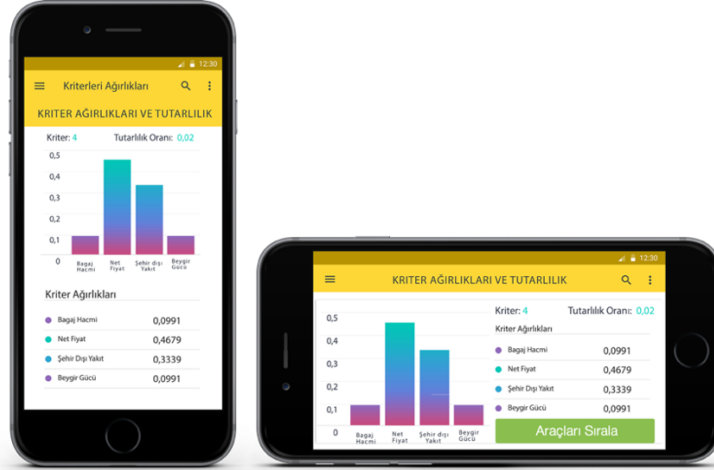 12:30
Kriterleri Ağırlıkları
KRİTER AĞIRLIKLARI VE TUTARLILIK
Kriter: 4 Tutarlılık Oranı: 0,02
0,5
0,4
0,3
0,2
0,1
0
Bagaj Hacmi
Net Fiyat
Şehir dışı Yakıt
Beygir Gücü
Kriter Ağırlıkları
Bagaj Hacmi 0,0991
Net Fiyat 0,4679
Şehir Dışı Yakıt 0,3339
Beygir Gücü 0,0991
12:30
KRİTER AĞIRLIKLARI VE TUTARLILIK
0,5
0,4
0,3
0,2
0,1
0
Bagaj Hacmi
Net Fiyat
Şehir dışı Yakıt
Beygir Gücü
Kriter: 4 Tutarlılık Oranı: 0,02
Kriter Ağırlıkları
Bagaj Hacmi 0,0991
Net Fiyat 0,4679
Şehir Dışı Yakıt 0,3339
Beygir Gücü 0,0991
Araçları Sırala